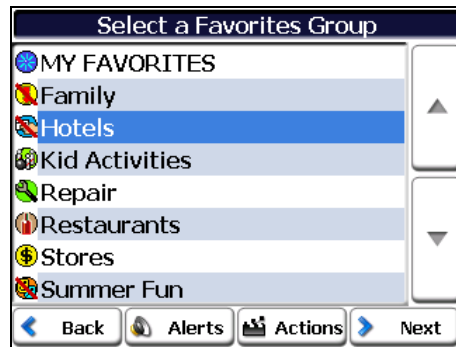 Select a Favorites Group
MY FAVORITES
Family
Hotels
Kid Activities
Repair
Restaurants
Stores
Summer Fun
Back Alerts Actions Next